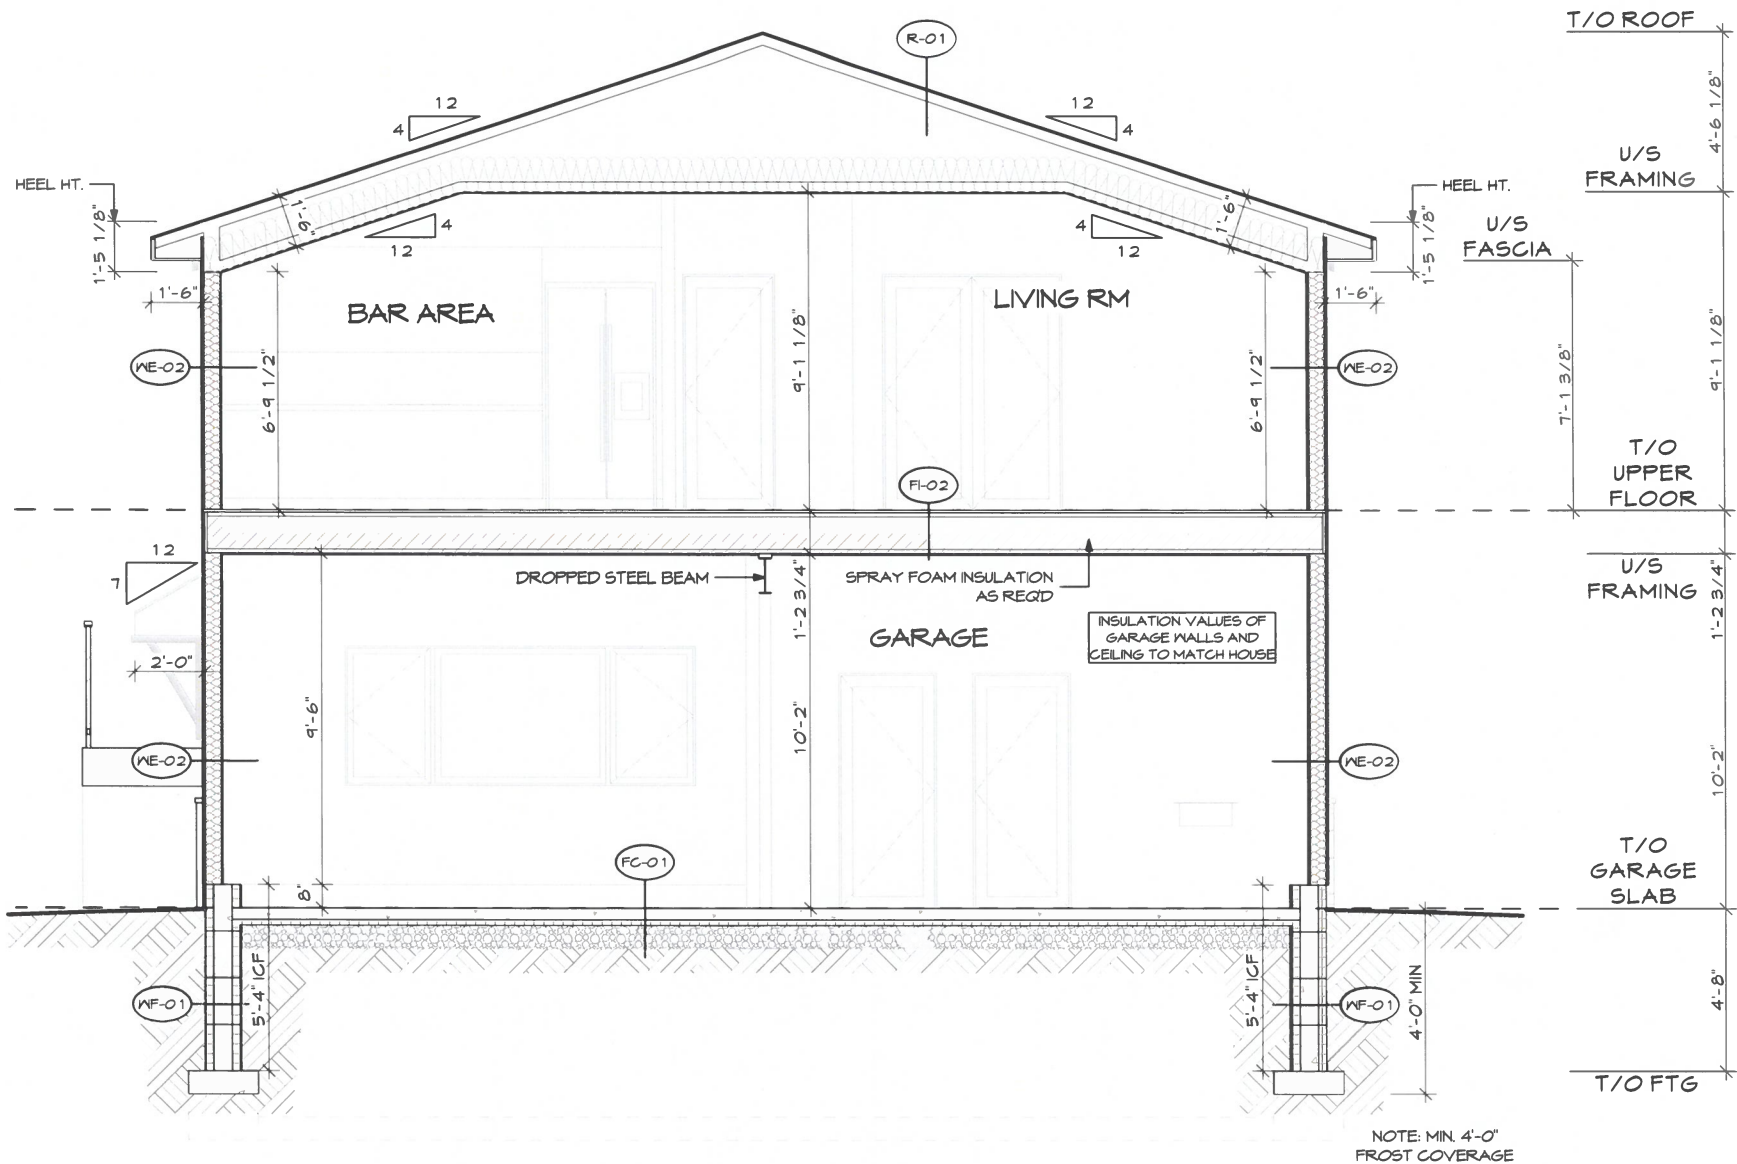 T/O ROOF
R-01
12
4
12
4
4'-6 1/8"
U/S
FRAMING
HEEL HT.
HEEL HT.
1'-6"
1'-6"
4
12
4
12
1'-5 1/8"
1'-5 1/8"
U/S
FASCIA
1'-6"
1'-6"
BAR AREA
LIVING RM
WE-02
WE-02
6'-9 1/2"
9'-1 1/8"
6'-9 1/2"
7'-1 3/8"
9'-1 1/8"
T/O
UPPER
FLOOR
FI-02
12
7
DROPPED STEEL BEAM
SPRAY FOAM INSULATION
AS REQ'D
U/S
FRAMING
1'-2 3/4"
1'-2 3/4"
GARAGE
INSULATION VALUES OF
GARAGE WALLS AND
CEILING TO MATCH HOUSE
2'-0"
9'-6"
10'-2"
10'-2"
WE-02
WE-02
FC-01
8"
T/O
GARAGE
SLAB
5'-4" ICF
5'-4" ICF
WF-01
WF-01
4'-0" MIN
4'-8"
T/O FTG
NOTE: MIN. 4'-0"
FROST COVERAGE